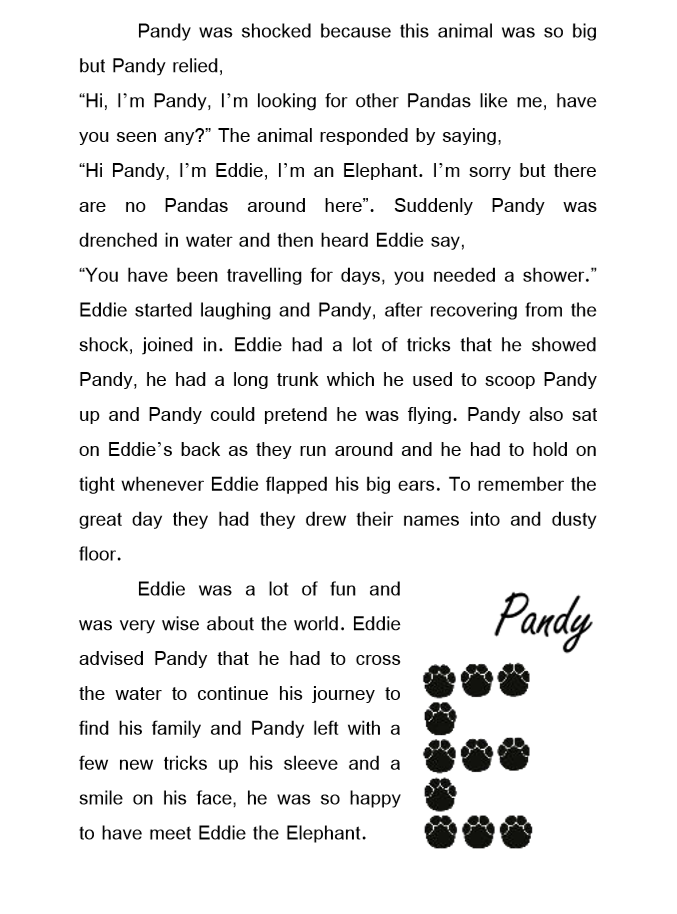 Pandy was shocked because this animal was so big
but Pandy relied,
“Hi, I’m Pandy, I’m looking for other Pandas like me, have
you seen any?” The animal responded by saying,
“Hi Pandy, I’m Eddie, I’m an Elephant. I’m sorry but there
are no Pandas around here”. Suddenly Pandy was
drenched in water and then heard Eddie say,
“You have been travelling for days, you needed a shower.”
Eddie started laughing and Pandy, after recovering from the
shock, joined in. Eddie had a lot of tricks that he showed
Pandy, he had a long trunk which he used to scoop Pandy
up and Pandy could pretend he was flying. Pandy also sat
on Eddie’s back as they run around and he had to hold on
tight whenever Eddie flapped his big ears. To remember the
great day they had they drew their names into and dusty
floor.
Eddie was a lot of fun and
was very wise about the world. Eddie
advised Pandy that he had to cross
the water to continue his journey to
find his family and Pandy left with a
few new tricks up his sleeve and a
smile on his face, he was so happy
to have meet Eddie the Elephant.
Pandy
E